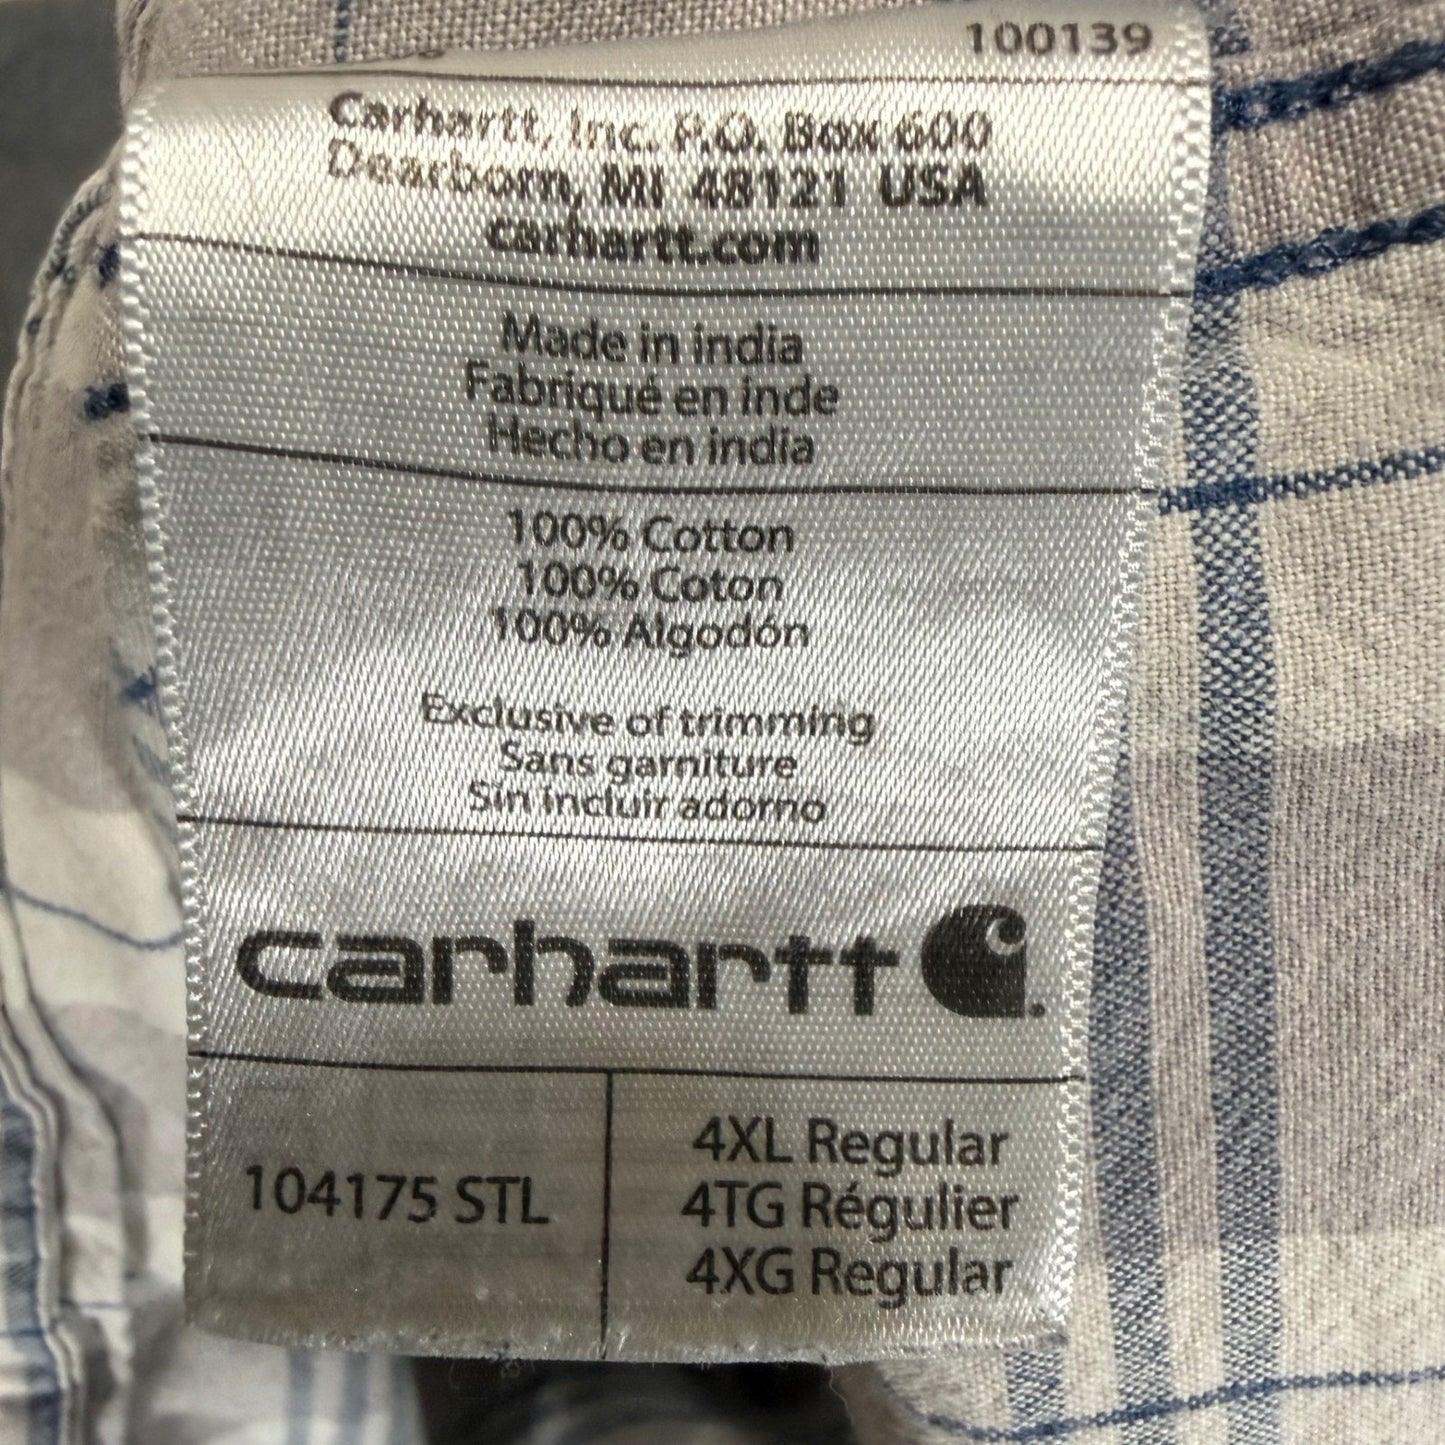 100139
Carhartt, Inc. P.O. Box 600
Dearborn, MI 48121 USA
carhartt.com
Made in india
Fabriqué en inde
Hecho en india
100% Cotton
100% Coton
100% Algodón
Exclusive of trimming
Sans garniture
Sin incluir adorno
carhartt
104175 STL
4XL Regular
4TG Régulier
4XG Regular